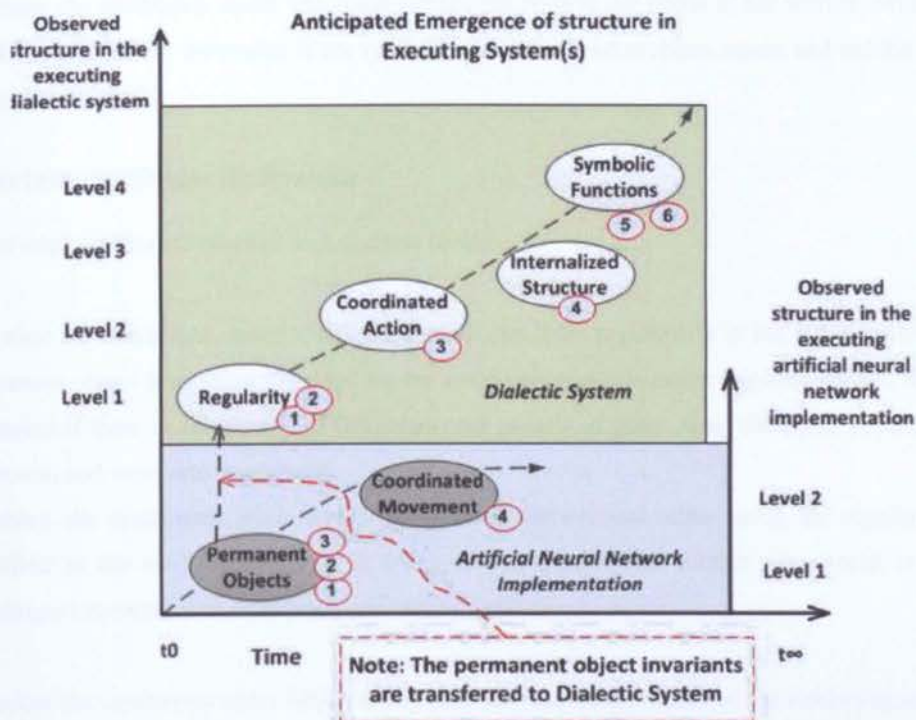 Anticipated Emergence of structure in
Executing System(s)
Observed
structure in the
executing
dialectic system
Level 4
Level 3
Level 2
Level 1
Symbolic
Functions
5
6
Internalized
Structure
4
Coordinated
Action
3
Regularity
2
1
Dialectic System
Observed
structure in the
executing
artificial neural
network
implementation
Level 2
Level 1
Coordinated
Movement
4
Permanent
Objects
3
2
1
Artificial Neural Network
Implementation
t0
Time
t∞
Note: The permanent object invariants
are transferred to Dialectic System